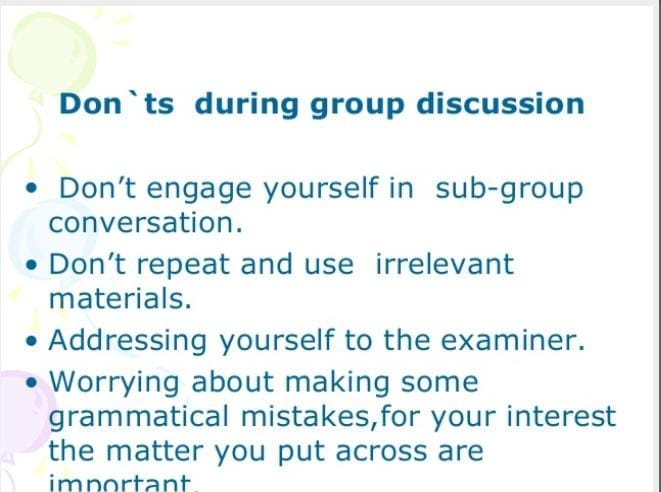 Don`ts during group discussion
• Don’t engage yourself in sub-group
conversation.
• Don’t repeat and use irrelevant
materials.
• Addressing yourself to the examiner.
• Worrying about making some
grammatical mistakes,for your interest
the matter you put across are
important.